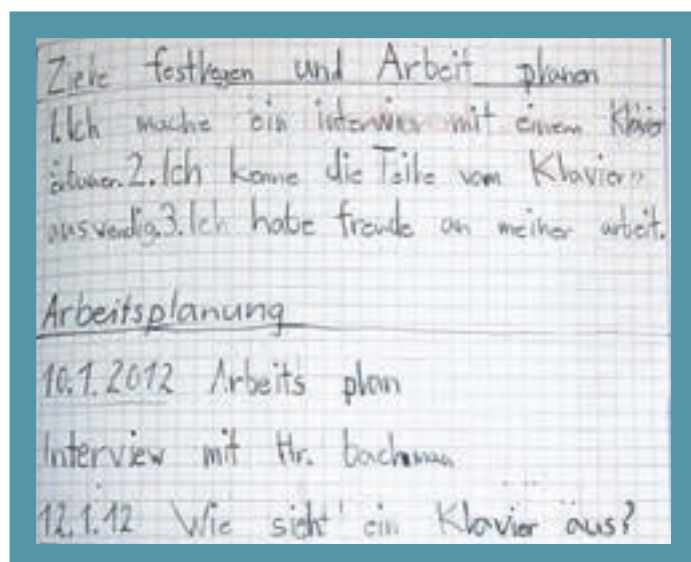 Ziele festlegen und Arbeit planen
1.Ich mache ein interview mit einem Klavier
2.Ich kenne die Teile vom Klavier
auswendig.3.Ich habe freude an meiner arbeit.
Arbeitsplanung
10.1.2012 Arbeits plan
Interview mit Hr. bachman
12.1.12 Wie sieht ein Klavier aus?